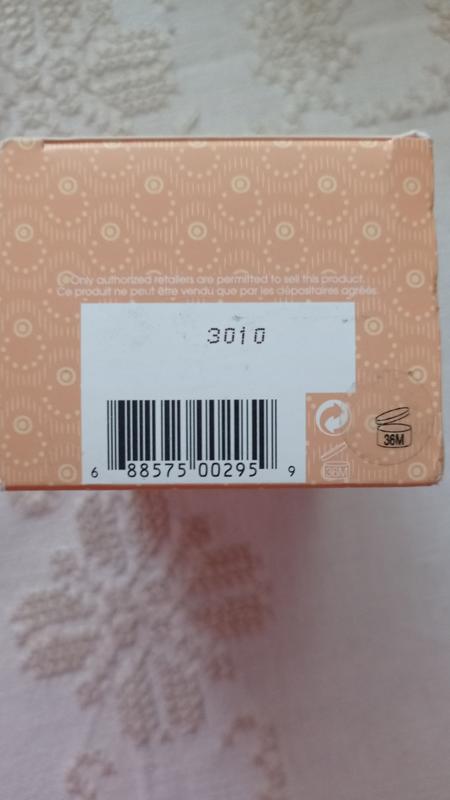 Only authorized retailers are permitted to sell this product.
Ce produit ne peut être vendu que par les dépositaires agréés.
3010
36M
36M
6 88575 00295 9